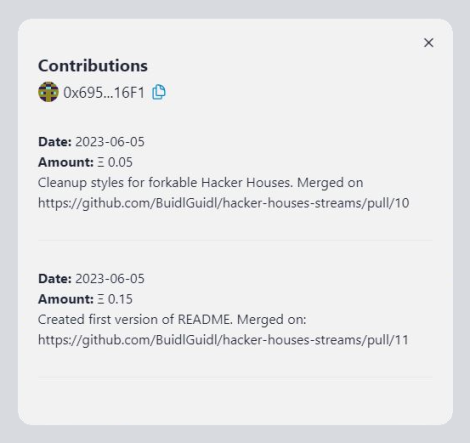 Contributions
0x695...16F1
Date: 2023-06-05
Amount: Ξ 0.05
Cleanup styles for forkable Hacker Houses. Merged on
https://github.com/BuidlGuidl/hacker-houses-streams/pull/10
Date: 2023-06-05
Amount: Ξ 0.15
Created first version of README. Merged on:
https://github.com/BuidlGuidl/hacker-houses-streams/pull/11